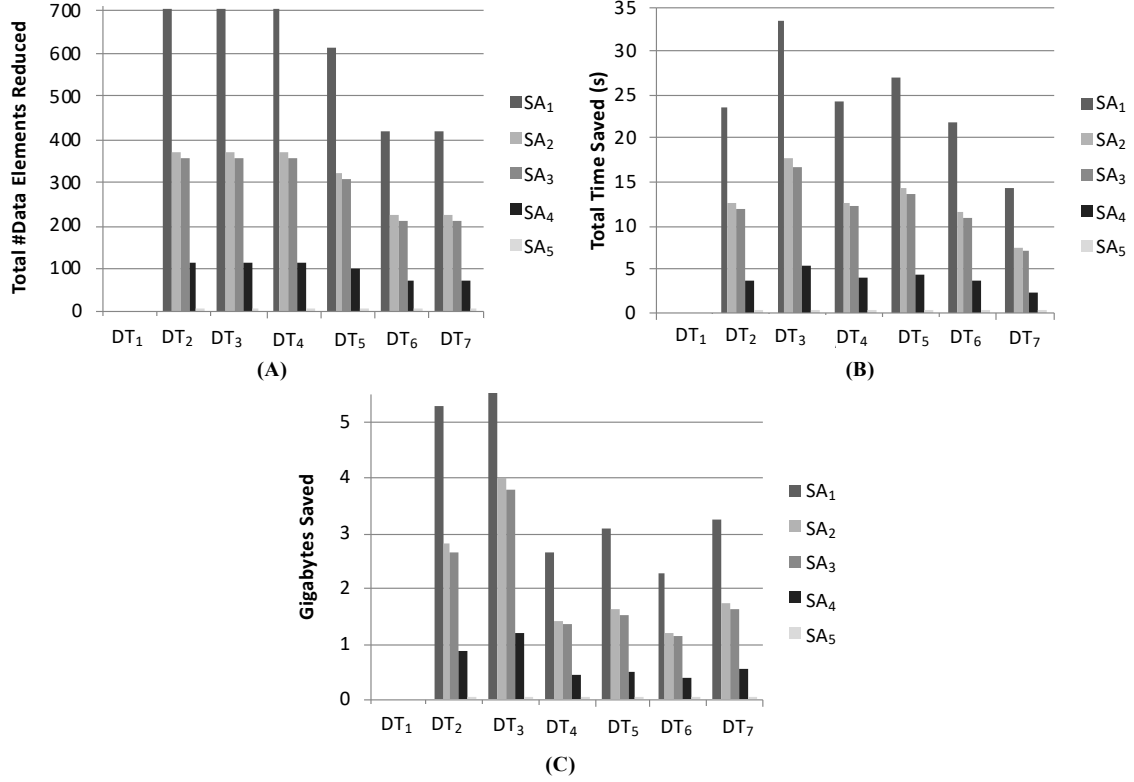 Total #Data Elements Reduced
700
600
500
400
300
200
100
0
DT1 DT2 DT3 DT4 DT5 DT6 DT7
SA1
SA2
SA3
SA4
SA5
(A)
Total Time Saved (s)
35
30
25
20
15
10
5
0
DT1 DT2 DT3 DT4 DT5 DT6 DT7
SA1
SA2
SA3
SA4
SA5
(B)
Gigabytes Saved
5
4
3
2
1
0
DT1 DT2 DT3 DT4 DT5 DT6 DT7
SA1
SA2
SA3
SA4
SA5
(C)